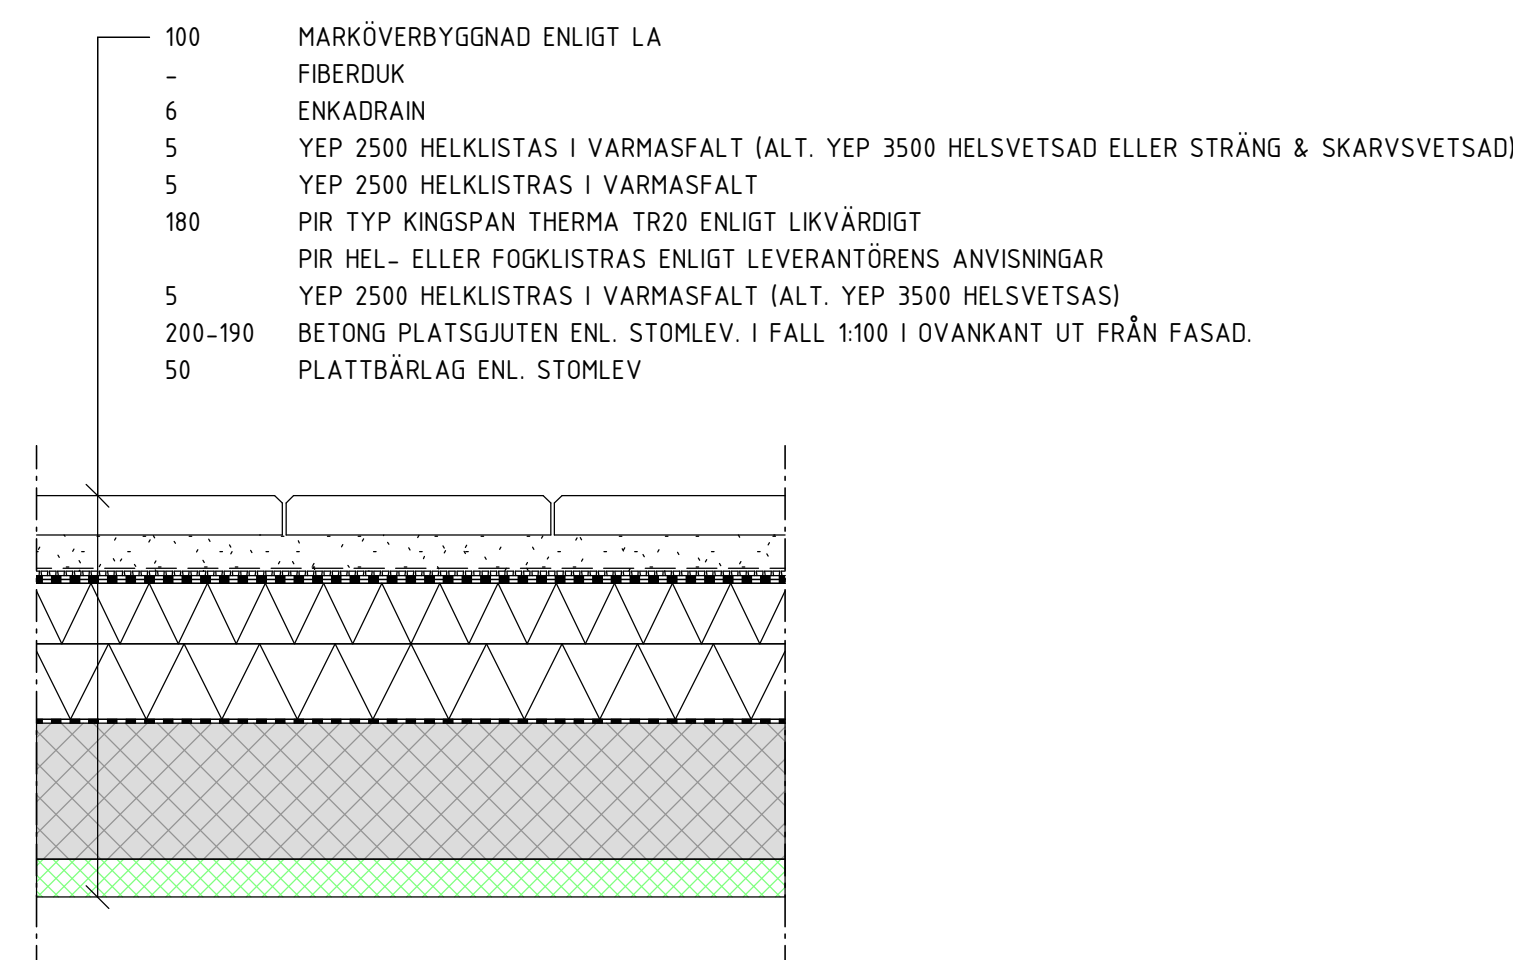 100 MARKÖVERBYGGNAD ENLIGT LA
- FIBERDUK
6 ENKADRAIN
5 YEP 2500 HELKLISTAS I VARMASFALT (ALT. YEP 3500 HELSVETSAD ELLER STRÄNG & SKARVSVETSAD)
5 YEP 2500 HELKLISTRAS I VARMASFALT
180 PIR TYP KINGSPAN THERMA TR20 ENLIGT LIKVÄRDIGT
PIR HEL- ELLER FOGKLISTRAS ENLIGT LEVERANTÖRENS ANVISNINGAR
5 YEP 2500 HELKLISTRAS I VARMASFALT (ALT. YEP 3500 HELSVETSAS)
200-190 BETONG PLATSGJUTEN ENL. STOMLEV. I FALL 1:100 I OVANKANT UT FRÅN FASAD.
50 PLATTBÄRLAG ENL. STOMLEV